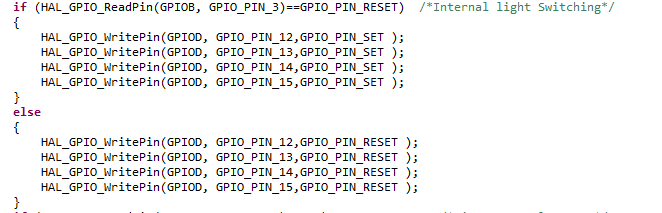 if (HAL_GPIO_ReadPin(GPIOB, GPIO_PIN_3)==GPIO_PIN_RESET)  /*Internal light Switching*/
{
    HAL_GPIO_WritePin(GPIOD, GPIO_PIN_12,GPIO_PIN_SET );
    HAL_GPIO_WritePin(GPIOD, GPIO_PIN_13,GPIO_PIN_SET );
    HAL_GPIO_WritePin(GPIOD, GPIO_PIN_14,GPIO_PIN_SET );
    HAL_GPIO_WritePin(GPIOD, GPIO_PIN_15,GPIO_PIN_SET );
}
else
{
    HAL_GPIO_WritePin(GPIOD, GPIO_PIN_12,GPIO_PIN_RESET );
    HAL_GPIO_WritePin(GPIOD, GPIO_PIN_13,GPIO_PIN_RESET );
    HAL_GPIO_WritePin(GPIOD, GPIO_PIN_14,GPIO_PIN_RESET );
    HAL_GPIO_WritePin(GPIOD, GPIO_PIN_15,GPIO_PIN_RESET );
}